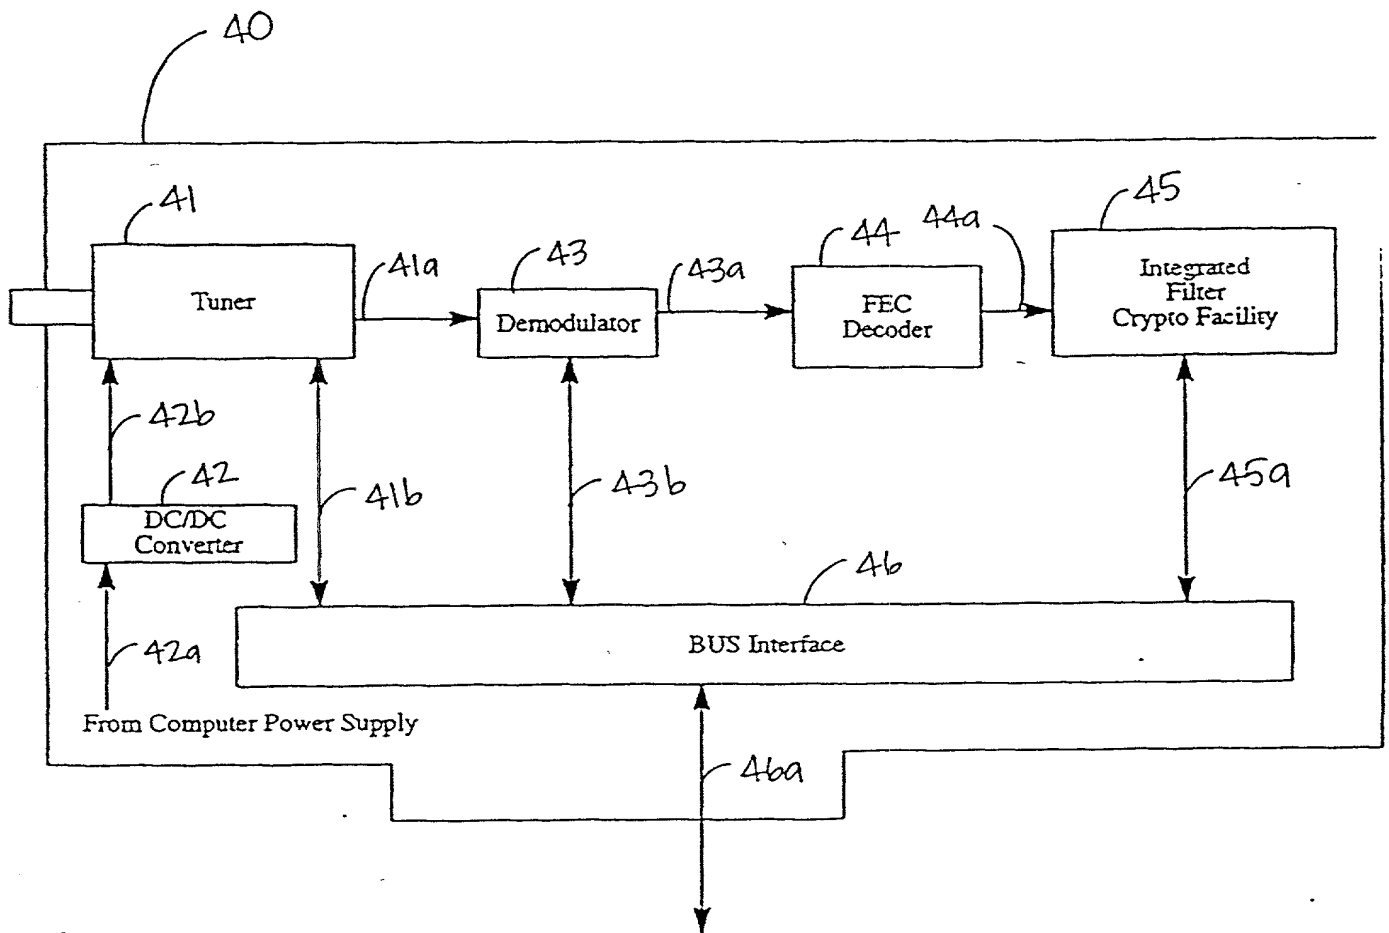 40
41
Tuner
41a
43
Demodulator
43a
44
FEC
Decoder
44a
45
Integrated
Filter
Crypto Facility
42b
42
DC/DC
Converter
41b
43b
45a
42a
46
BUS Interface
From Computer Power Supply
46a